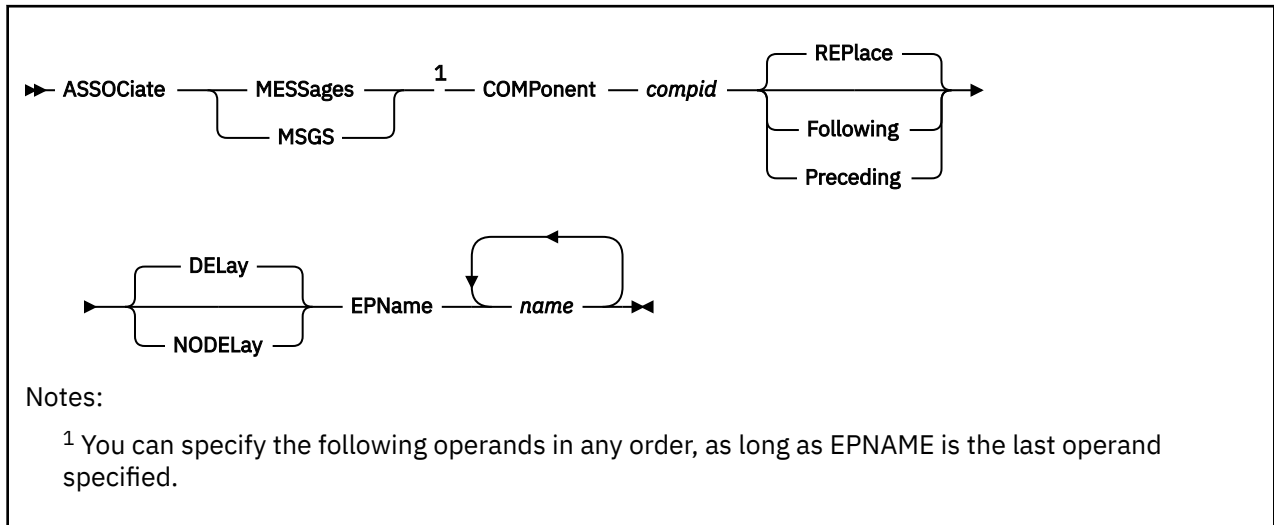 REPlace
ASSOCiate MESSages 1 COMPonent compid
MSGS
Following
Preceding
DELay
EPName name
NODELay
Notes:
1 You can specify the following operands in any order, as long as EPNAME is the last operand
specified.